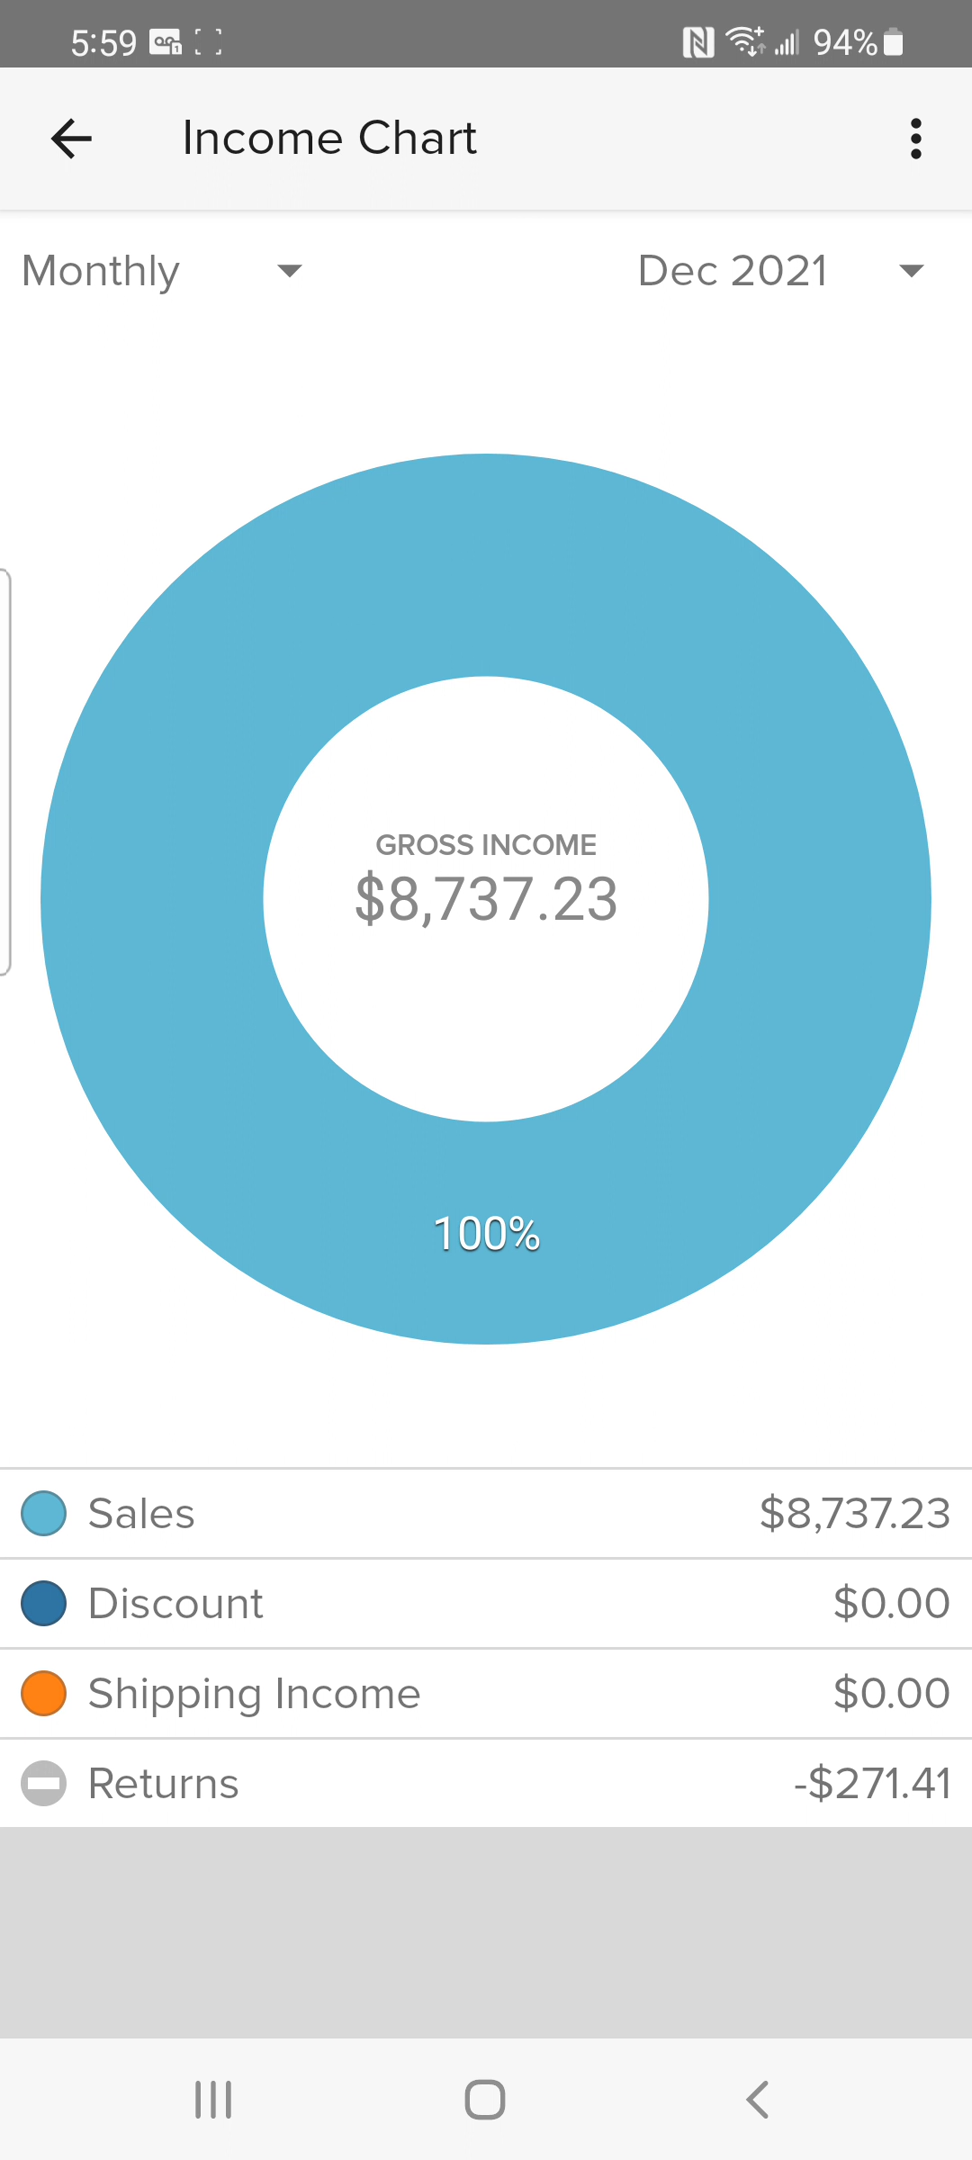 5:59 94%
Income Chart
Monthly Dec 2021
GROSS INCOME
$8,737.23
100%
Sales $8,737.23
Discount $0.00
Shipping Income $0.00
Returns -$271.41